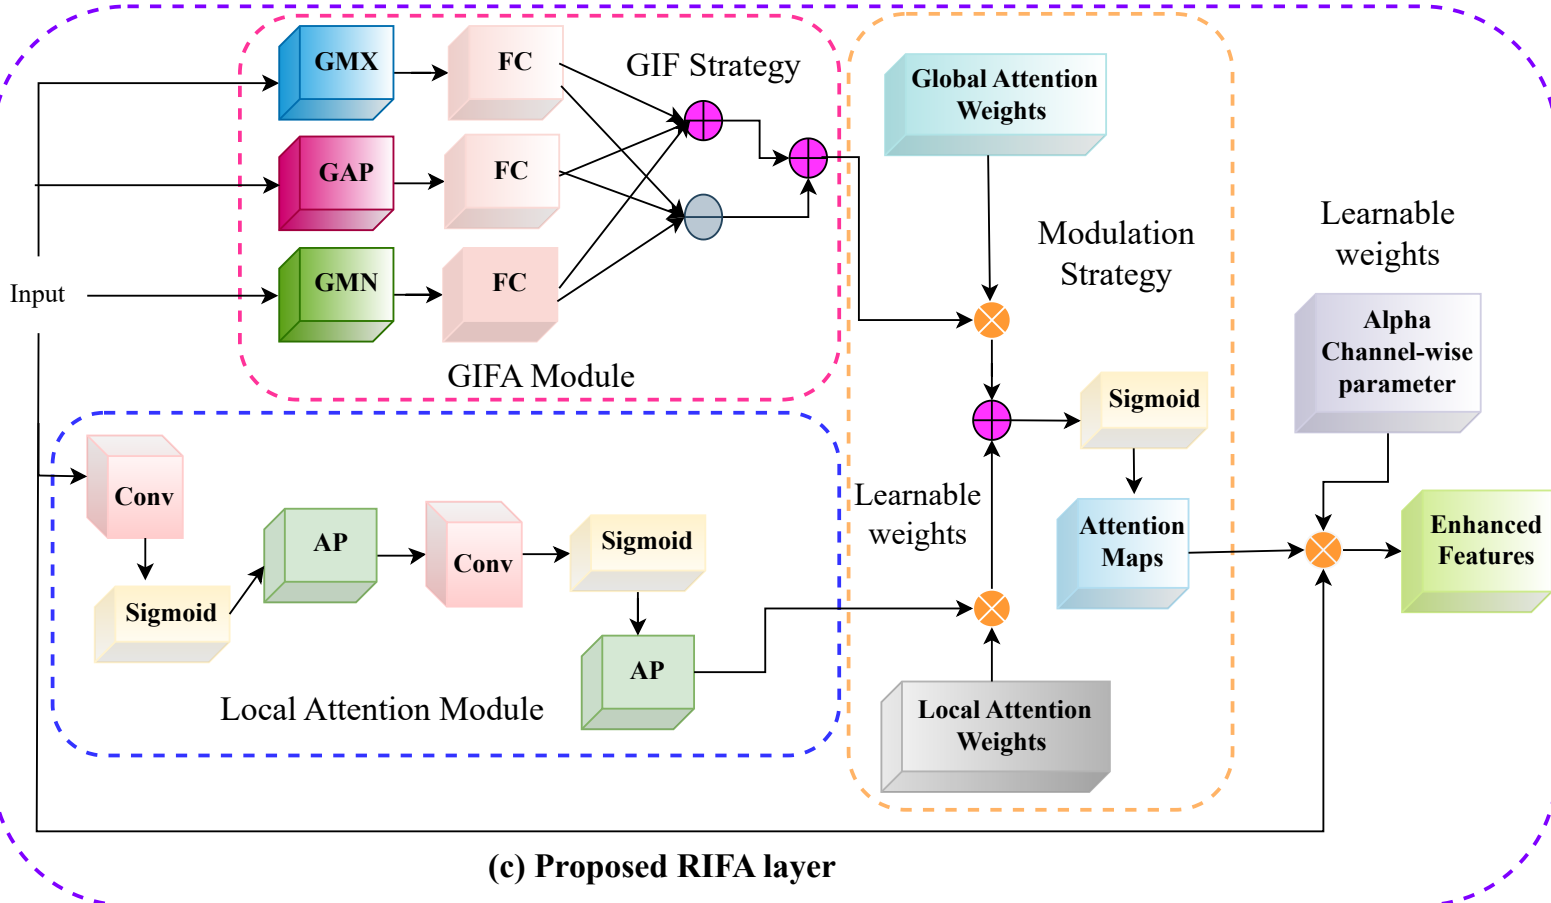 GMX
FC
GIF Strategy
GAP
FC
Input
GMN
FC
GIFA Module
Conv
Sigmoid
AP
Conv
Sigmoid
AP
Local Attention Module
Global Attention
Weights
Modulation
Strategy
Sigmoid
Learnable
weights
Attention
Maps
Local Attention
Weights
Learnable
weights
Alpha
Channel-wise
parameter
Enhanced
Features
(c) Proposed RIFA layer